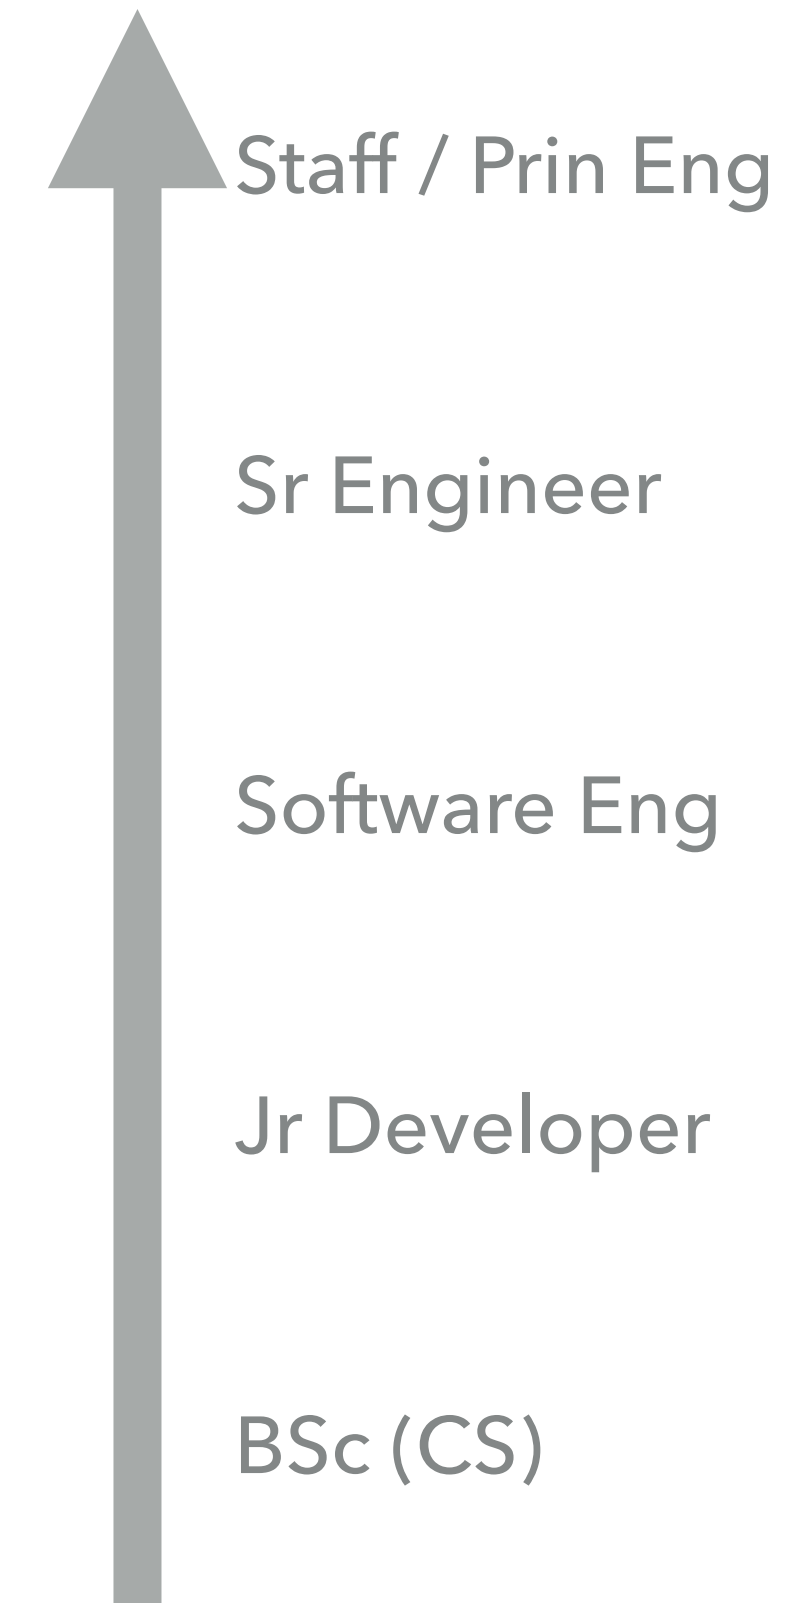 Staff / Prin Eng
Sr Engineer
Software Eng
Jr Developer
BSc (CS)